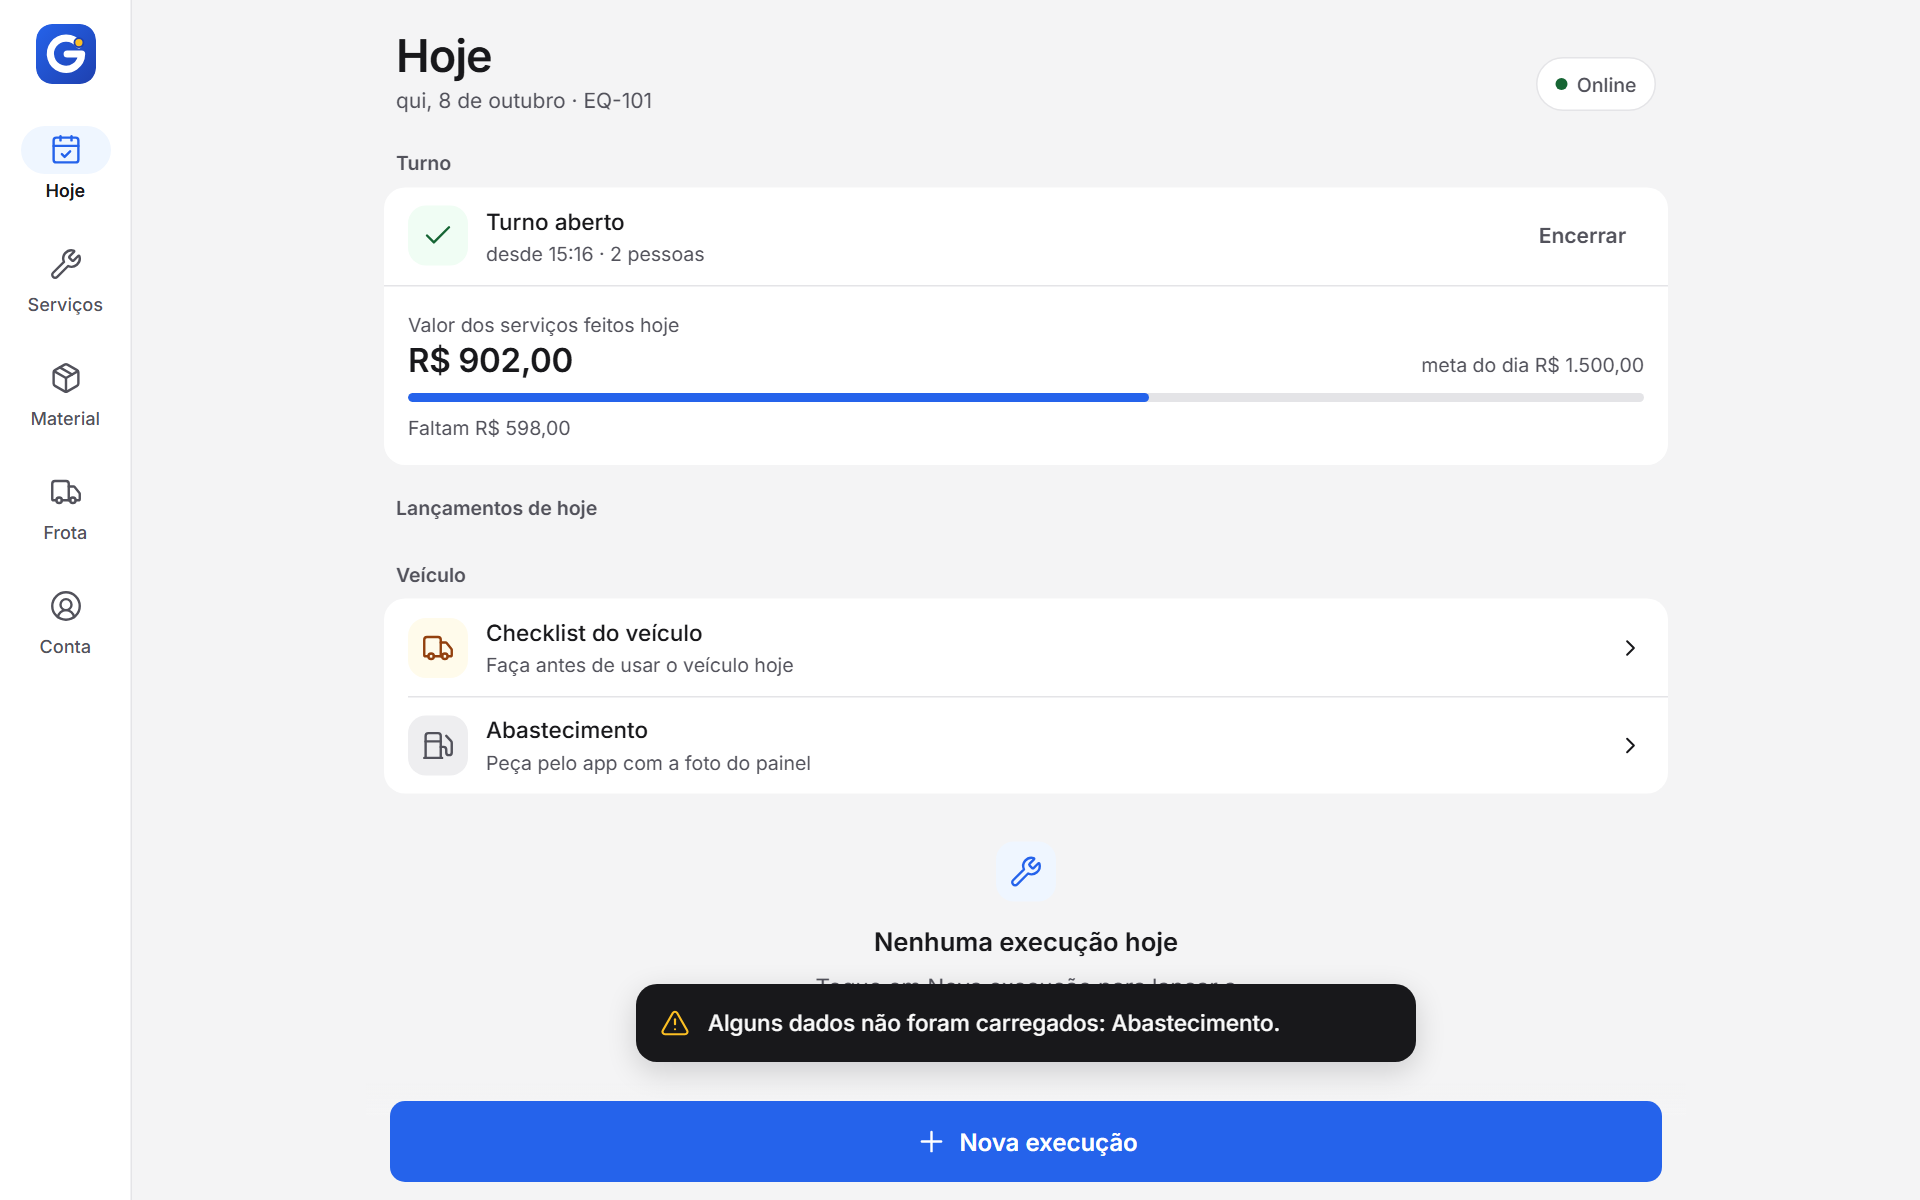 Hoje
qui, 8 de outubro · EQ-101
Online
Hoje
Serviços
Material
Frota
Conta
Turno
Turno aberto
desde 15:16 · 2 pessoas
Encerrar
Valor dos serviços feitos hoje
R$ 902,00
meta do dia R$ 1.500,00
Faltam R$ 598,00
Lançamentos de hoje
Veículo
Checklist do veículo
Faça antes de usar o veículo hoje
Abastecimento
Peça pelo app com a foto do painel
Nenhuma execução hoje
Alguns dados não foram carregados: Abastecimento.
Nova execução